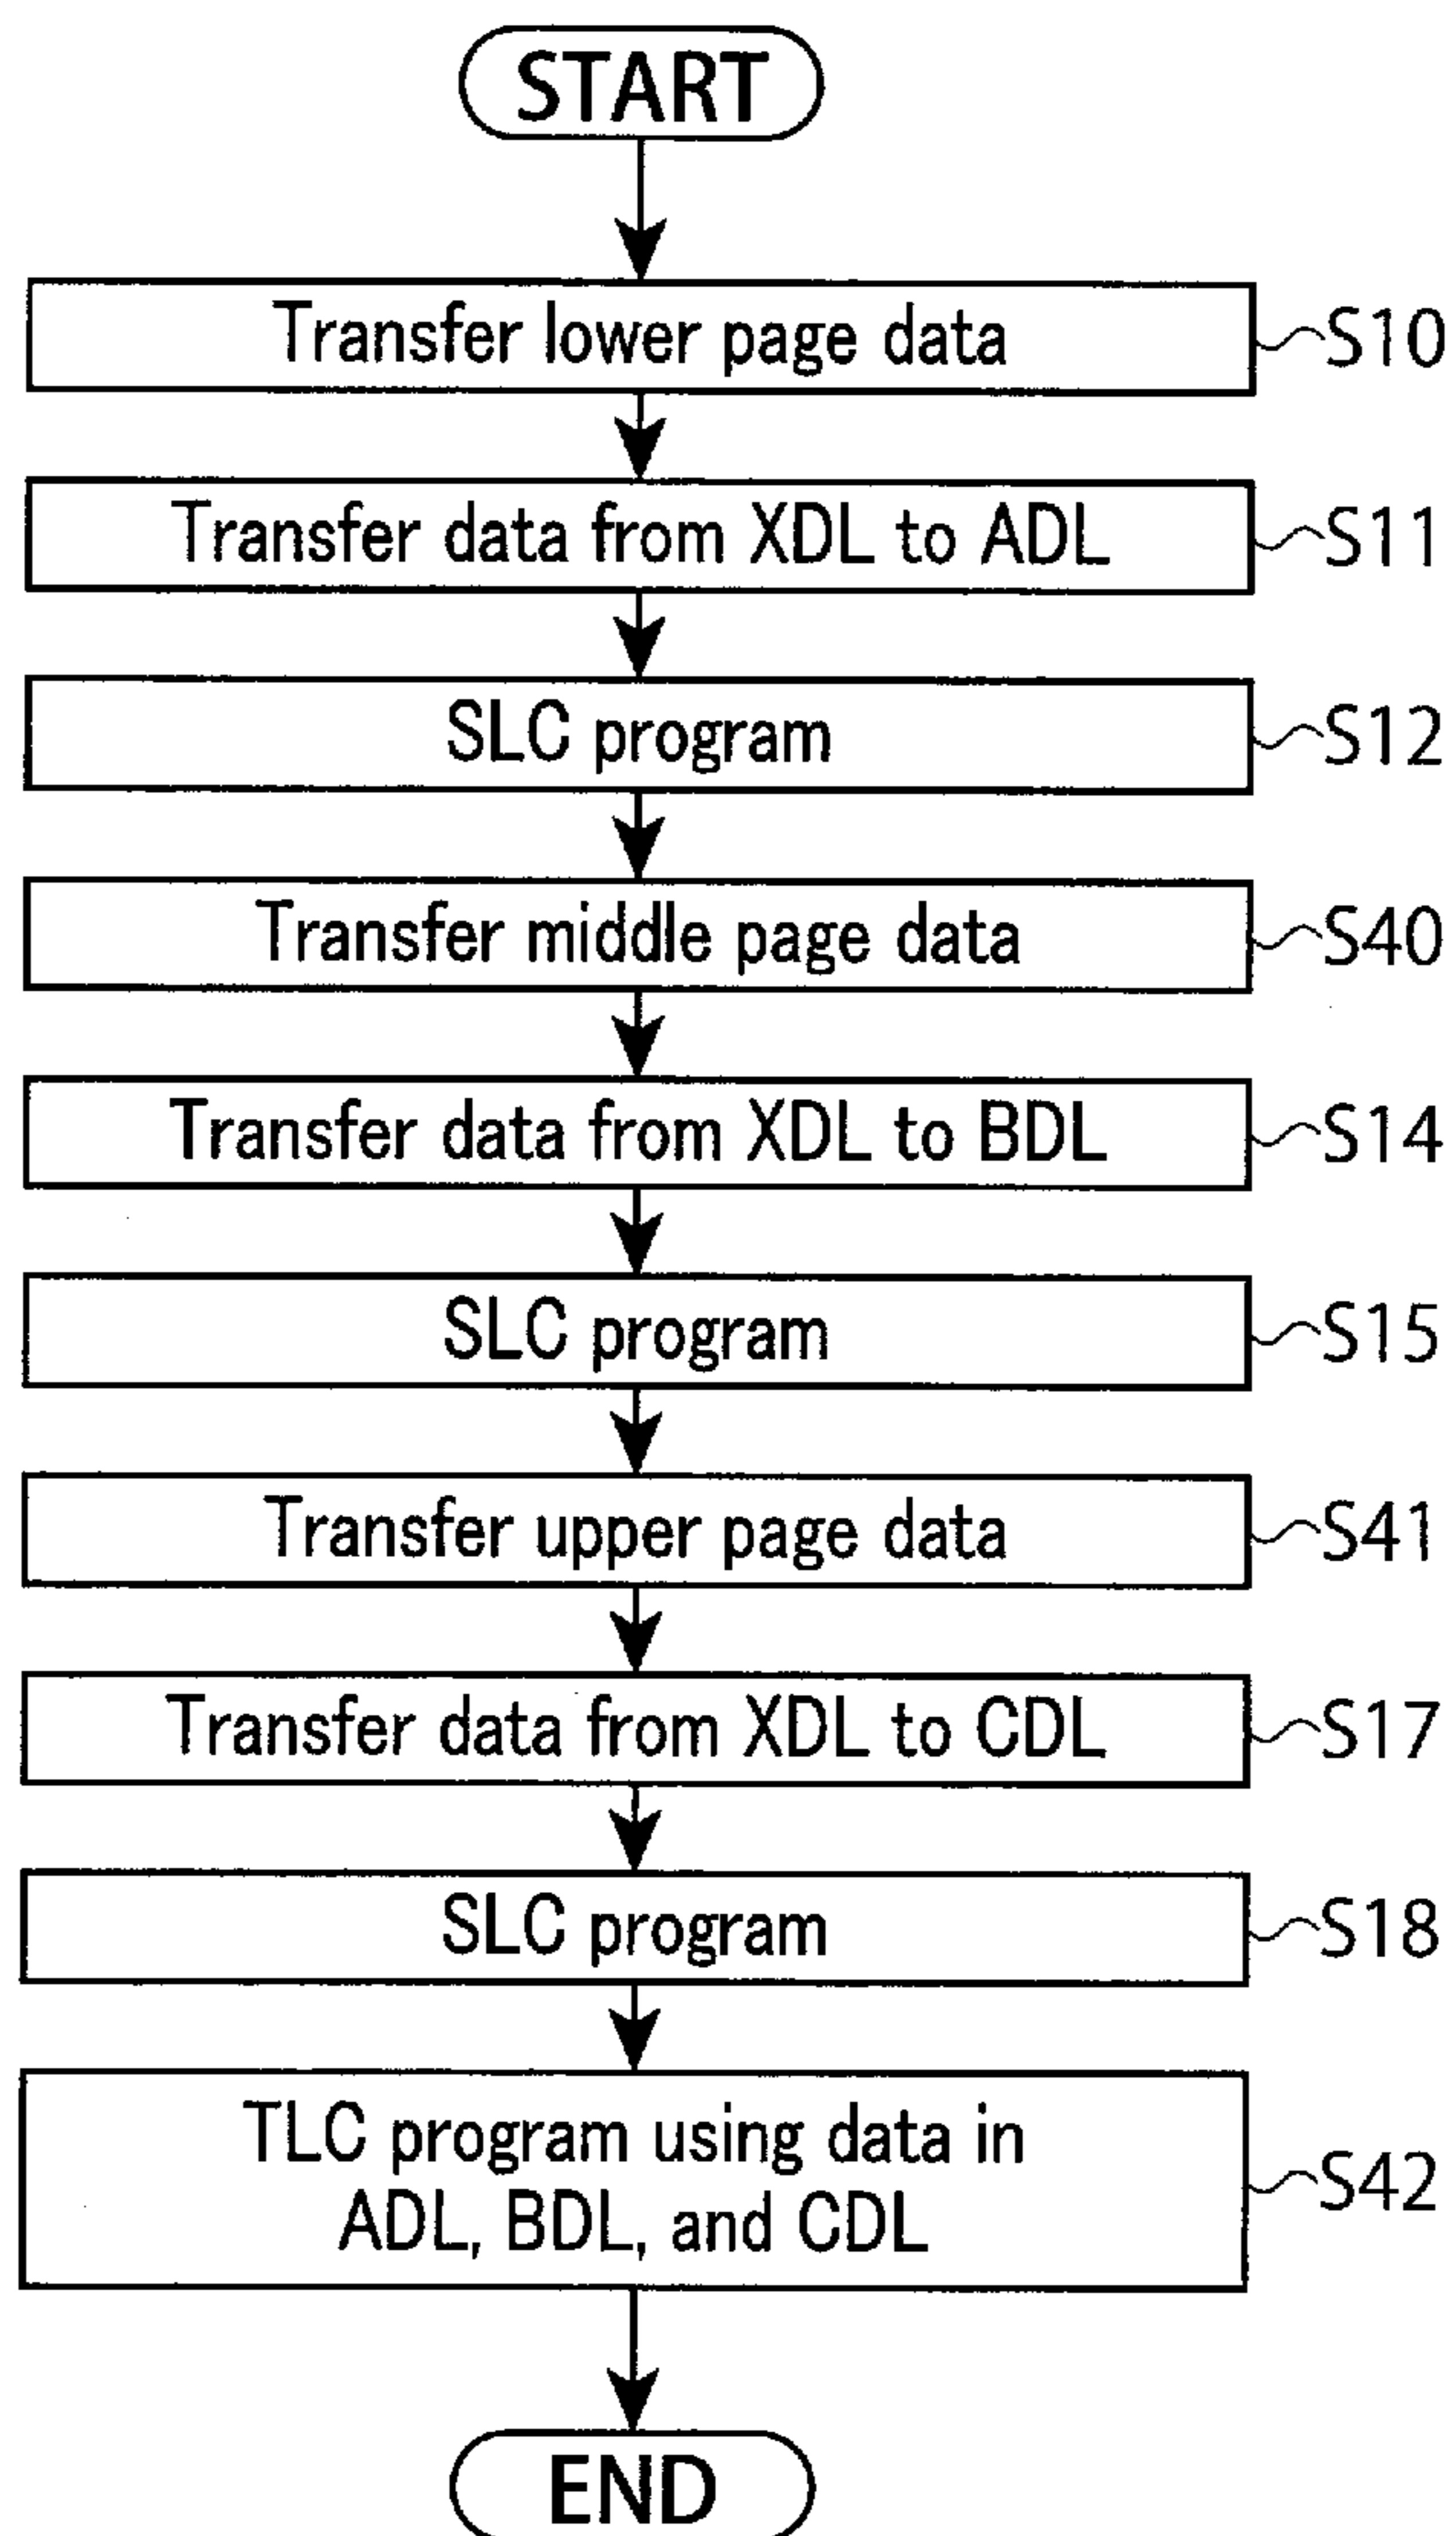 START
Transfer lower page data
S10
Transfer data from XDL to ADL
S11
SLC program
S12
Transfer middle page data
S40
Transfer data from XDL to BDL
S14
SLC program
S15
Transfer upper page data
S41
Transfer data from XDL to CDL
S17
SLC program
S18
TLC program using data in
ADL, BDL, and CDL
S42
END